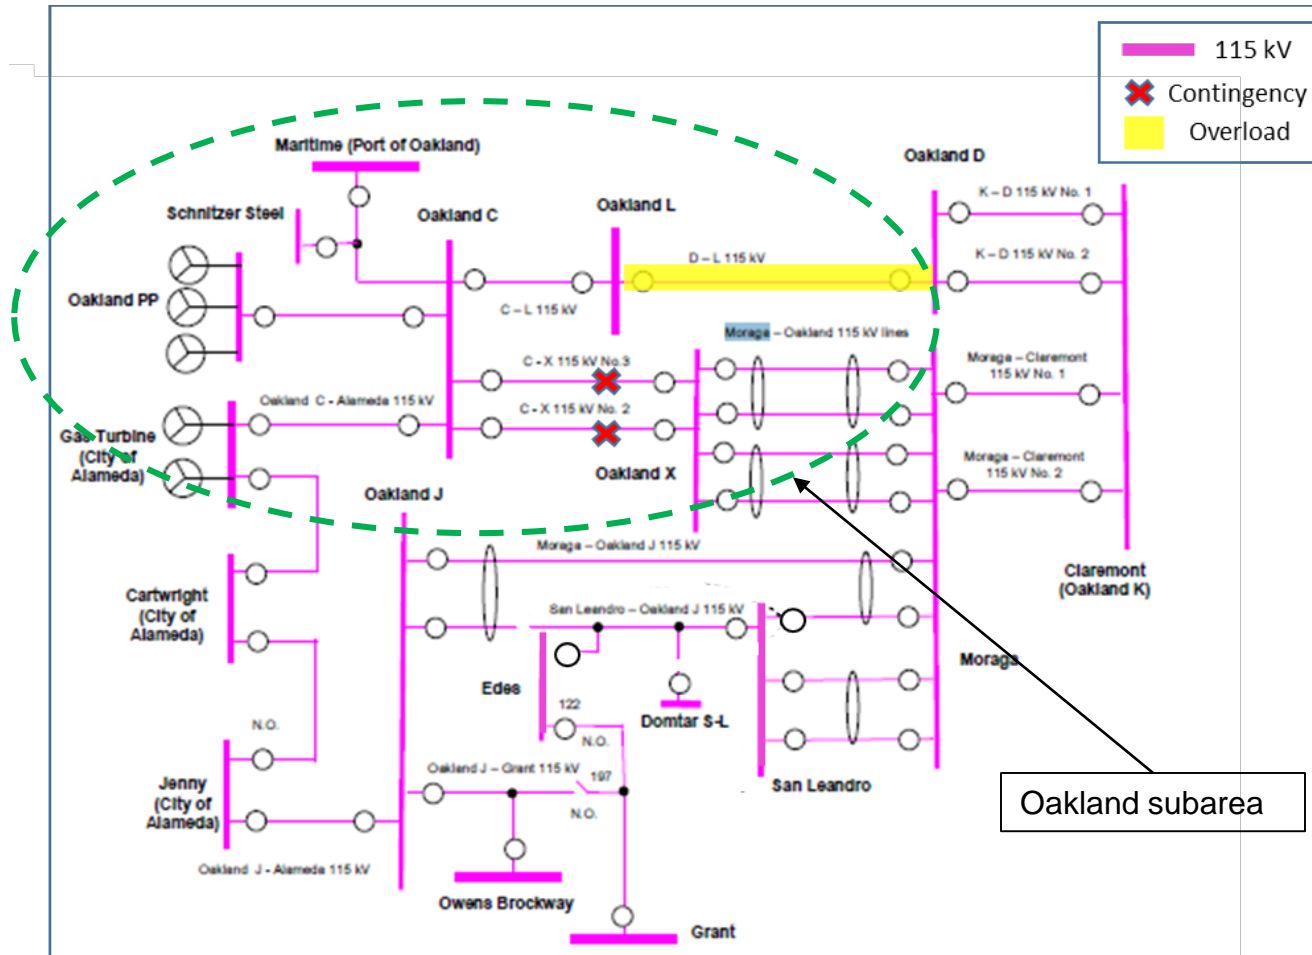 115 kV
Contingency
Overload
Maritime (Port of Oakland)
Oakland D
Schnitzer Steel
Oakland C
Oakland L
K – D 115 kV No. 1
D – L 115 kV
K – D 115 kV No. 2
Oakland PP
C – L 115 kV
Moraga – Oakland 115 kV lines
C - X 115 kV No.3
Moraga – Claremont
115 kV No. 1
Oakland C - Alameda 115 kV
C - X 115 kV No. 2
Gas Turbine
(City of
Alameda)
Oakland X
Moraga – Claremont
115 kV No. 2
Oakland J
Moraga – Oakland J 115 kV
Claremont
(Oakland K)
Cartwright
(City of
Alameda)
San Leandro – Oakland J 115 kV
Moraga
Edes
122
N.O.
Domtar S-L
N.O.
Oakland J – Grant 115 kV
197
N.O.
San Leandro
Jenny
(City of
Alameda)
Oakland subarea
Oakland J - Alameda 115 kV
Owens Brockway
Grant